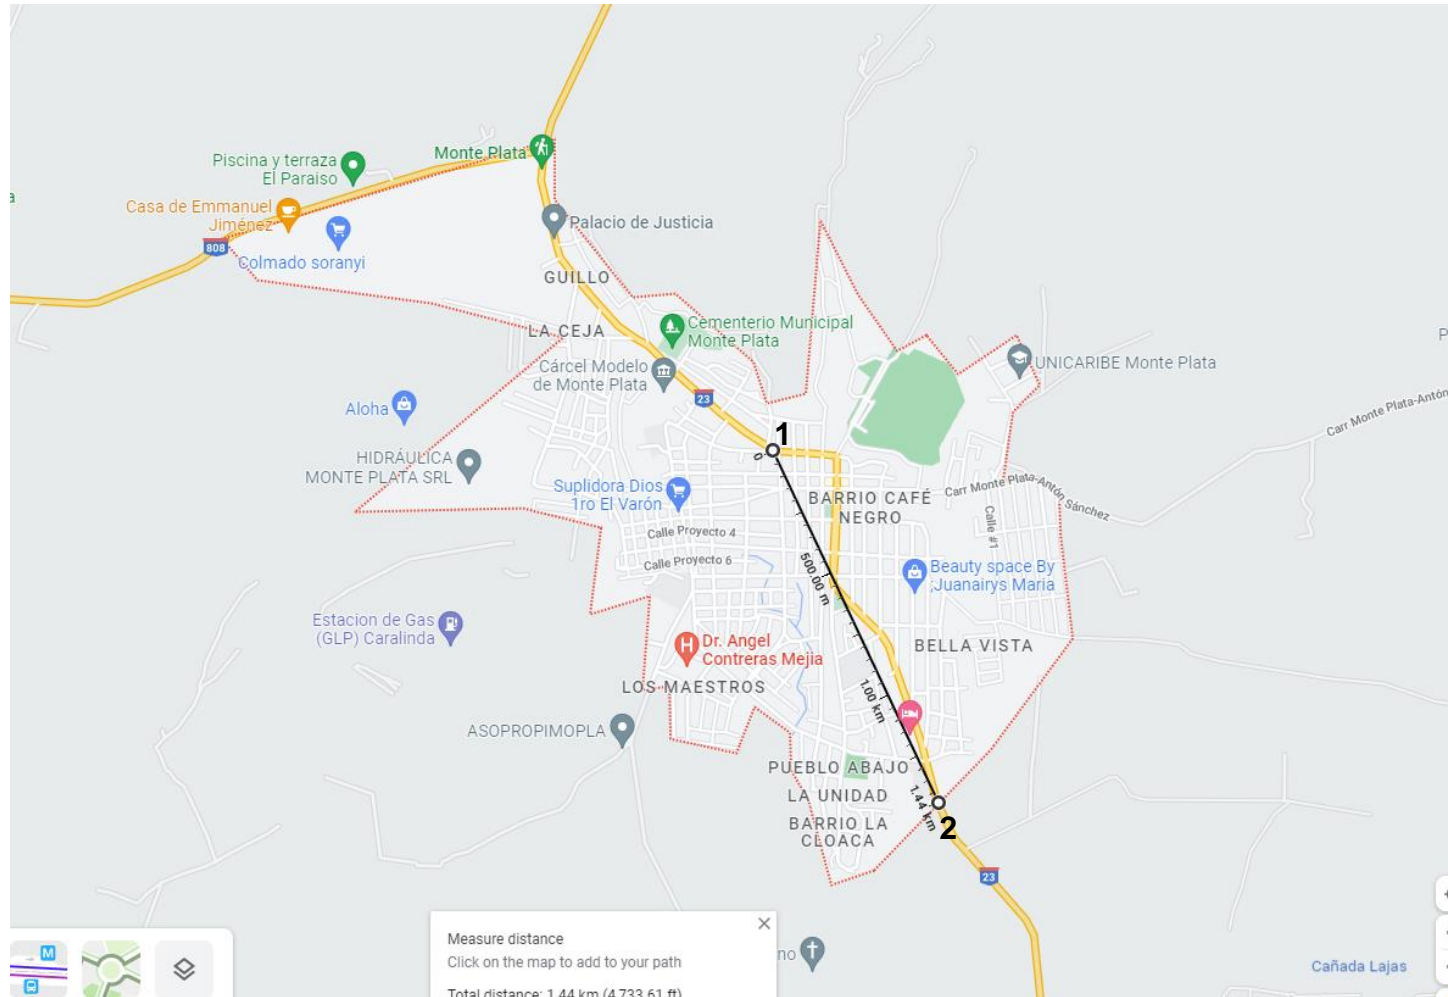 Monte Plata
Piscina y terraza
El Paraiso
Casa de Emmanuel
Jiménez
808
Colmado soranyi
Palacio de Justicia
GUILLO
LA CEJA
Cementerio Municipal
Monte Plata
Cárcel Modelo
de Monte Plata
23
UNICARIBE Monte Plata
Aloha
Carr Monte Plata-Antón
HIDRÁULICA
MONTE PLATA SRL
1
0
Suplidora Dios
1ro El Varón
BARRIO CAFÉ
NEGRO
Carr Monte Plata-Antón Sánchez
Calle #1
Calle Proyecto 4
Calle Proyecto 6
500.00 m
Beauty space By
;Juanairys Maria
Estacion de Gas
(GLP) Caralinda
H
Dr. Angel
Contreras Mejia
BELLA VISTA
LOS MAESTROS
1.00 km
ASOPROPIMOPLA
PUEBLO ABAJO
LA UNIDAD
1.44 km
BARRIO LA
CLOACA
2
23
Measure distance
Click on the map to add to your path
Total distance: 1.44 km (4,733.61 ft)
no
M
Cañada Lajas